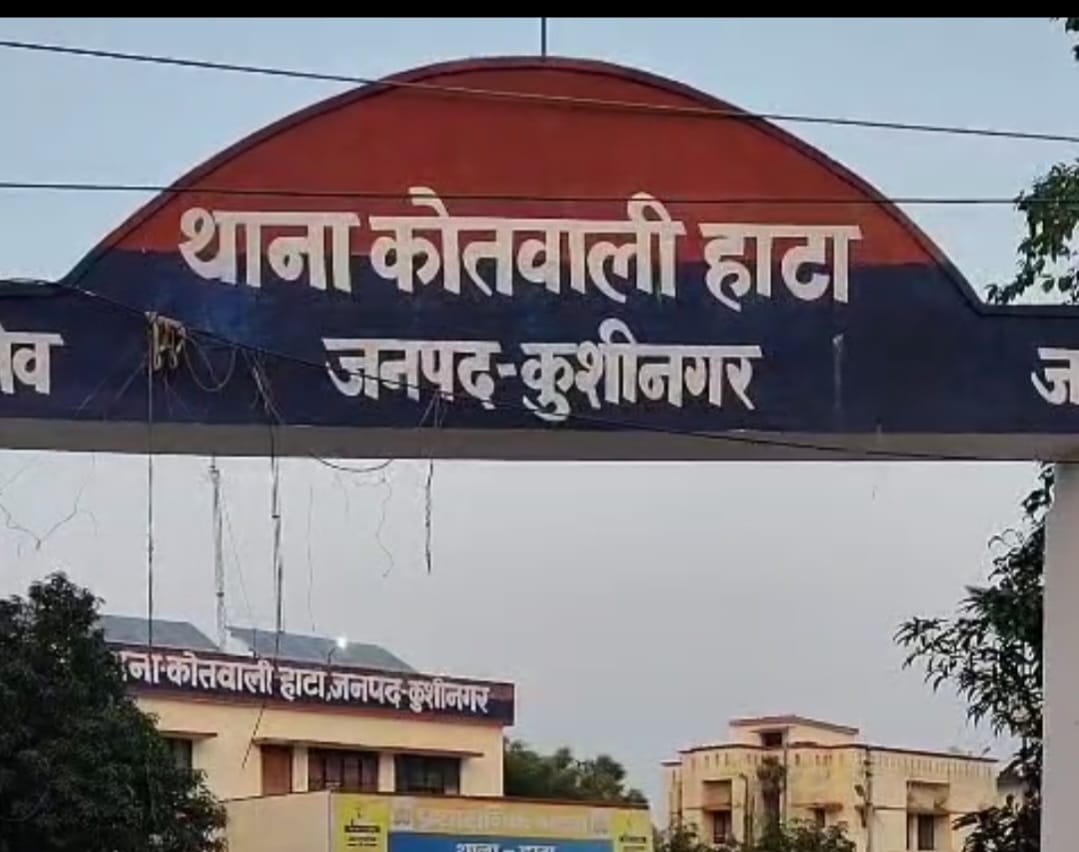 थाना कोतवाली हाटा
जनपद-कुशीनगर
कोतवाली हाटा,जनपद-कुशीनगर
थाना - हाटा